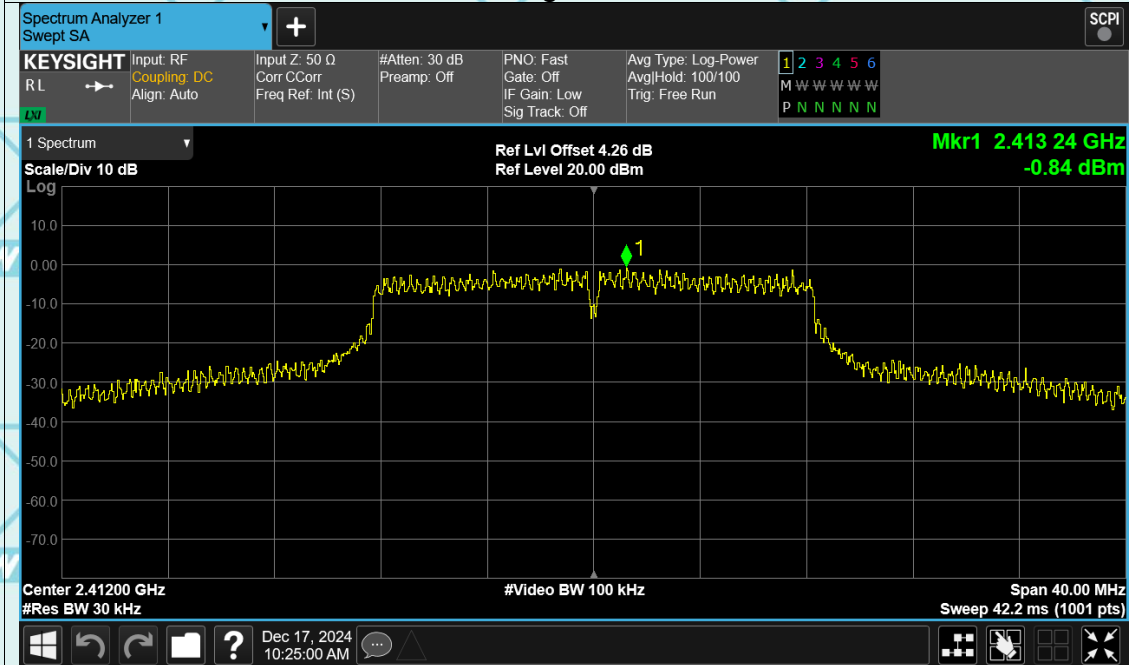 Spectrum Analyzer 1
Swept SA
+
SCPI
KEYSIGHT
R L
LXI
Input: RF
Coupling: DC
Align: Auto
Input Z: 50 Ω
Corr CCorr
Freq Ref: Int (S)
#Atten: 30 dB
Preamp: Off
PNO: Fast
Gate: Off
IF Gain: Low
Sig Track: Off
Avg Type: Log-Power
Avg|Hold: 100/100
Trig: Free Run
1 2 3 4 5 6
M W W W W W
P N N N N N
1 Spectrum
Scale/Div 10 dB
Ref Lvl Offset 4.26 dB
Ref Level 20.00 dBm
Mkr1 2.413 24 GHz
-0.84 dBm
Log
10.0
0.00
-10.0
-20.0
-30.0
-40.0
-50.0
-60.0
-70.0
1
Center 2.41200 GHz
#Res BW 30 kHz
#Video BW 100 kHz
Span 40.00 MHz
Sweep 42.2 ms (1001 pts)
?
Dec 17, 2024
10:25:00 AM